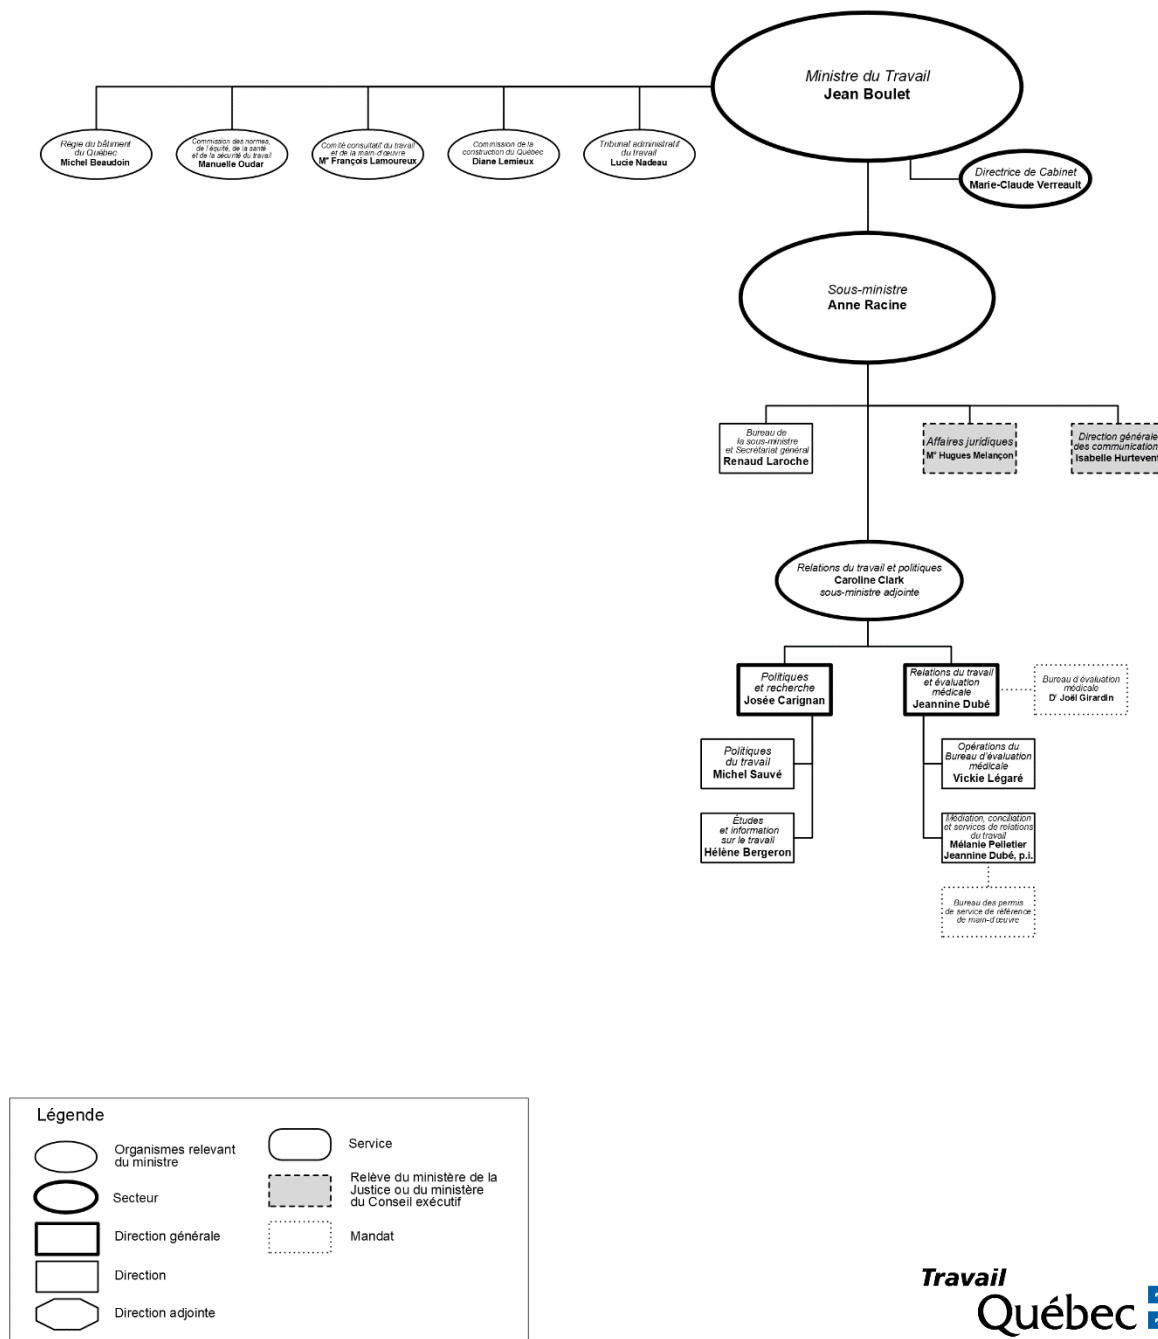 Ministre du Travail
Jean Boulet
Régie du bâtiment
du Québec
Michel Beaudoin
Commission des normes,
de l'équité, de la santé
et de la sécurité du travail
Manuelle Oudar
Comité consultatif du travail
et de la main-d'œuvre
Me François Lamoureux
Commission de la
construction du Québec
Diane Lemieux
Tribunal administratif
du travail
Lucie Nadeau
Directrice de Cabinet
Marie-Claude Verreault
Sous-ministre
Anne Racine
Bureau de
la sous-ministre
et Secrétariat général
Renaud Laroche
Affaires juridiques
Me Hugues Melançon
Direction générale
des communication
Isabelle Hurtevent
Relations du travail et politiques
Caroline Clark
sous-ministre adjointe
Politiques
et recherche
Josée Carignan
Relations du travail
et évaluation
médicale
Jeannine Dubé
Bureau d'évaluation
médicale
Dr Joël Girardin
Politiques
du travail
Michel Sauvé
Opérations du
Bureau d'évaluation
médicale
Vickie Légaré
Études
et information
sur le travail
Hélène Bergeron
Médiation, conciliation
et services de relations
du travail
Mélanie Pelletier
Jeannine Dubé, p.i.
Bureau des permis
de service de référence
de main-d'œuvre
Légende
Organismes relevant
du ministre
Secteur
Direction générale
Direction
Direction adjointe
Service
Relève du ministère de la
Justice ou du ministère
du Conseil exécutif
Mandat
Travail
Québec